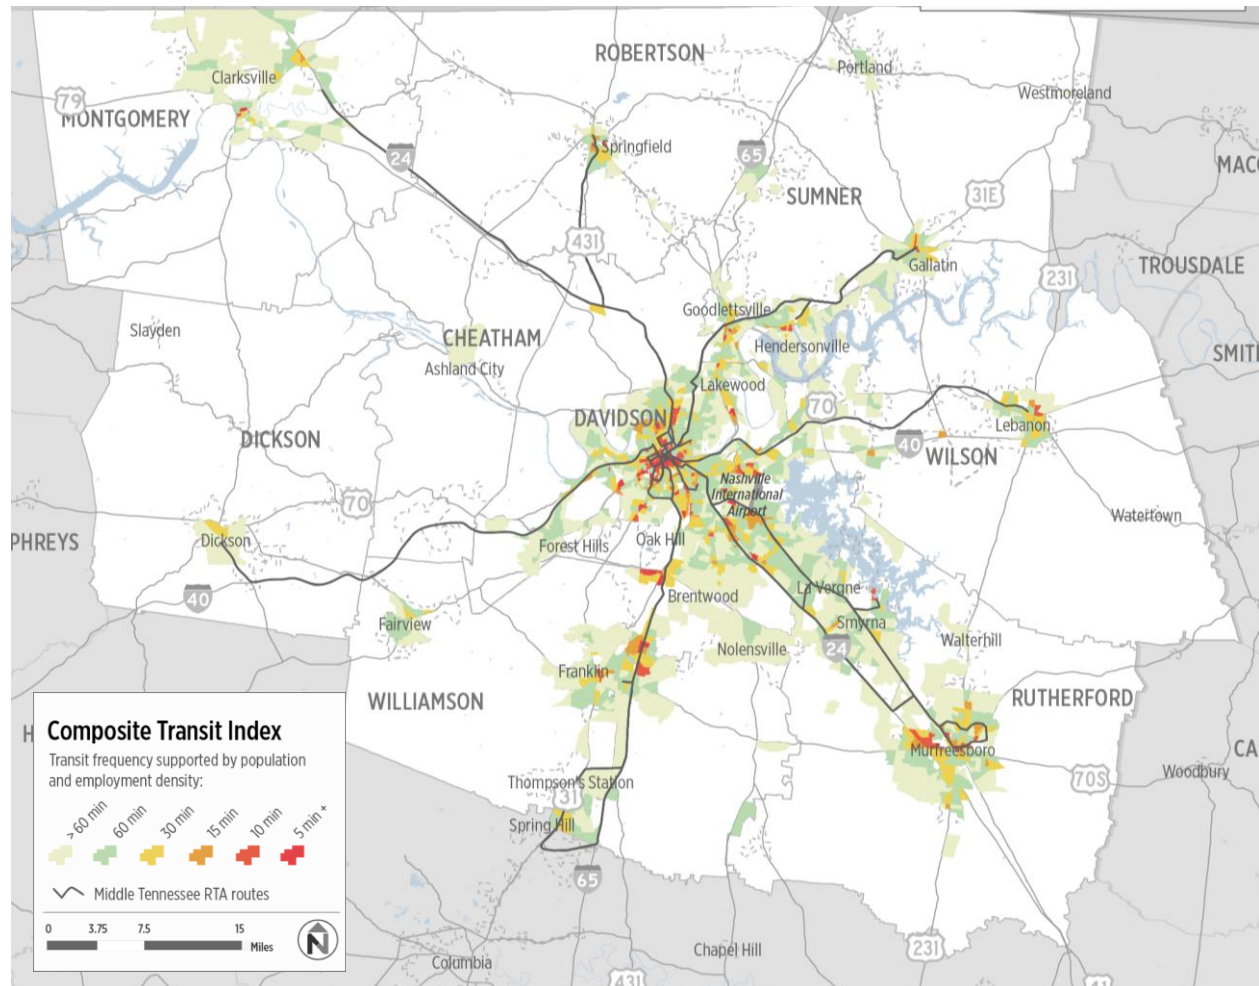 ROBERTSON
Clarksville
Portland
Westmoreland
79
MONTGOMERY
24
Springfield
65
MACO
SUMNER
31E
431
Gallatin
TROUSDALE
231
Goodlettsville
Slayden
CHEATHAM
Hendersonville
SMITH
Ashland City
Lakewood
70
DAVIDSON
DICKSON
Lebanon
40
WILSON
Nashville
International
Airport
70
Watertown
PHREYS
Dickson
Forest Hills
Oak Hill
40
Brentwood
La Vergne
Fairview
Smyrna
Walterhill
24
Nolensville
Franklin
WILLIAMSON
RUTHERFORD
H
Murfreesboro
CA
Woodbury
70S
Thompson's Station
31
Spring Hill
65
231
Chapel Hill
Columbia
431
41
Composite Transit Index
Transit frequency supported by population
and employment density:
> 60 min
60 min
30 min
15 min
10 min
5 min +
Middle Tennessee RTA routes
0 3.75 7.5 15
Miles
N